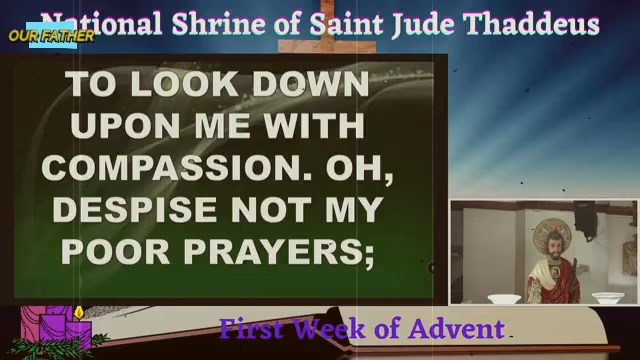 National Shrine of Saint Jude Thaddeus
OUR FATHER
TO LOOK DOWN
UPON ME WITH
COMPASSION. OH,
DESPISE NOT MY
POOR PRAYERS;
First Week of Advent